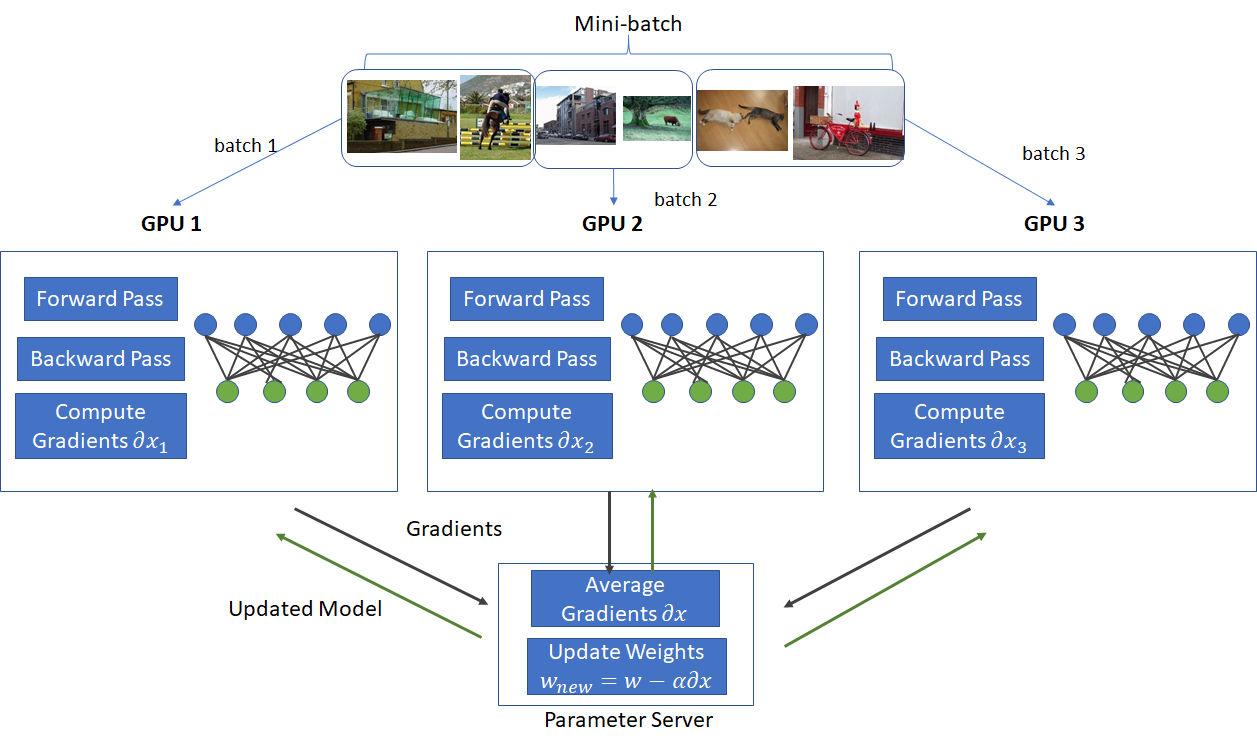 Mini-batch
batch 1
batch 2
batch 3
GPU 1
GPU 2
GPU 3
Forward Pass
Backward Pass
Compute
Gradients ∂x₁
Forward Pass
Backward Pass
Compute
Gradients ∂x₂
Forward Pass
Backward Pass
Compute
Gradients ∂x₃
Gradients
Updated Model
Average
Gradients ∂x
Update Weights
wₙₑw = w − α∂x
Parameter Server